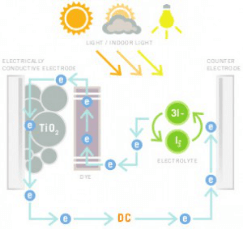 LIGHT / INDOOR LIGHT
ELECTRICALLY
CONDUCTIVE ELECTRODE
COUNTER
ELECTRODE
e
e
e
e
e
e
e
3I-
TiO2
e
e
I3
ELECTROLYTE
DYE
e
e
e
DC
e